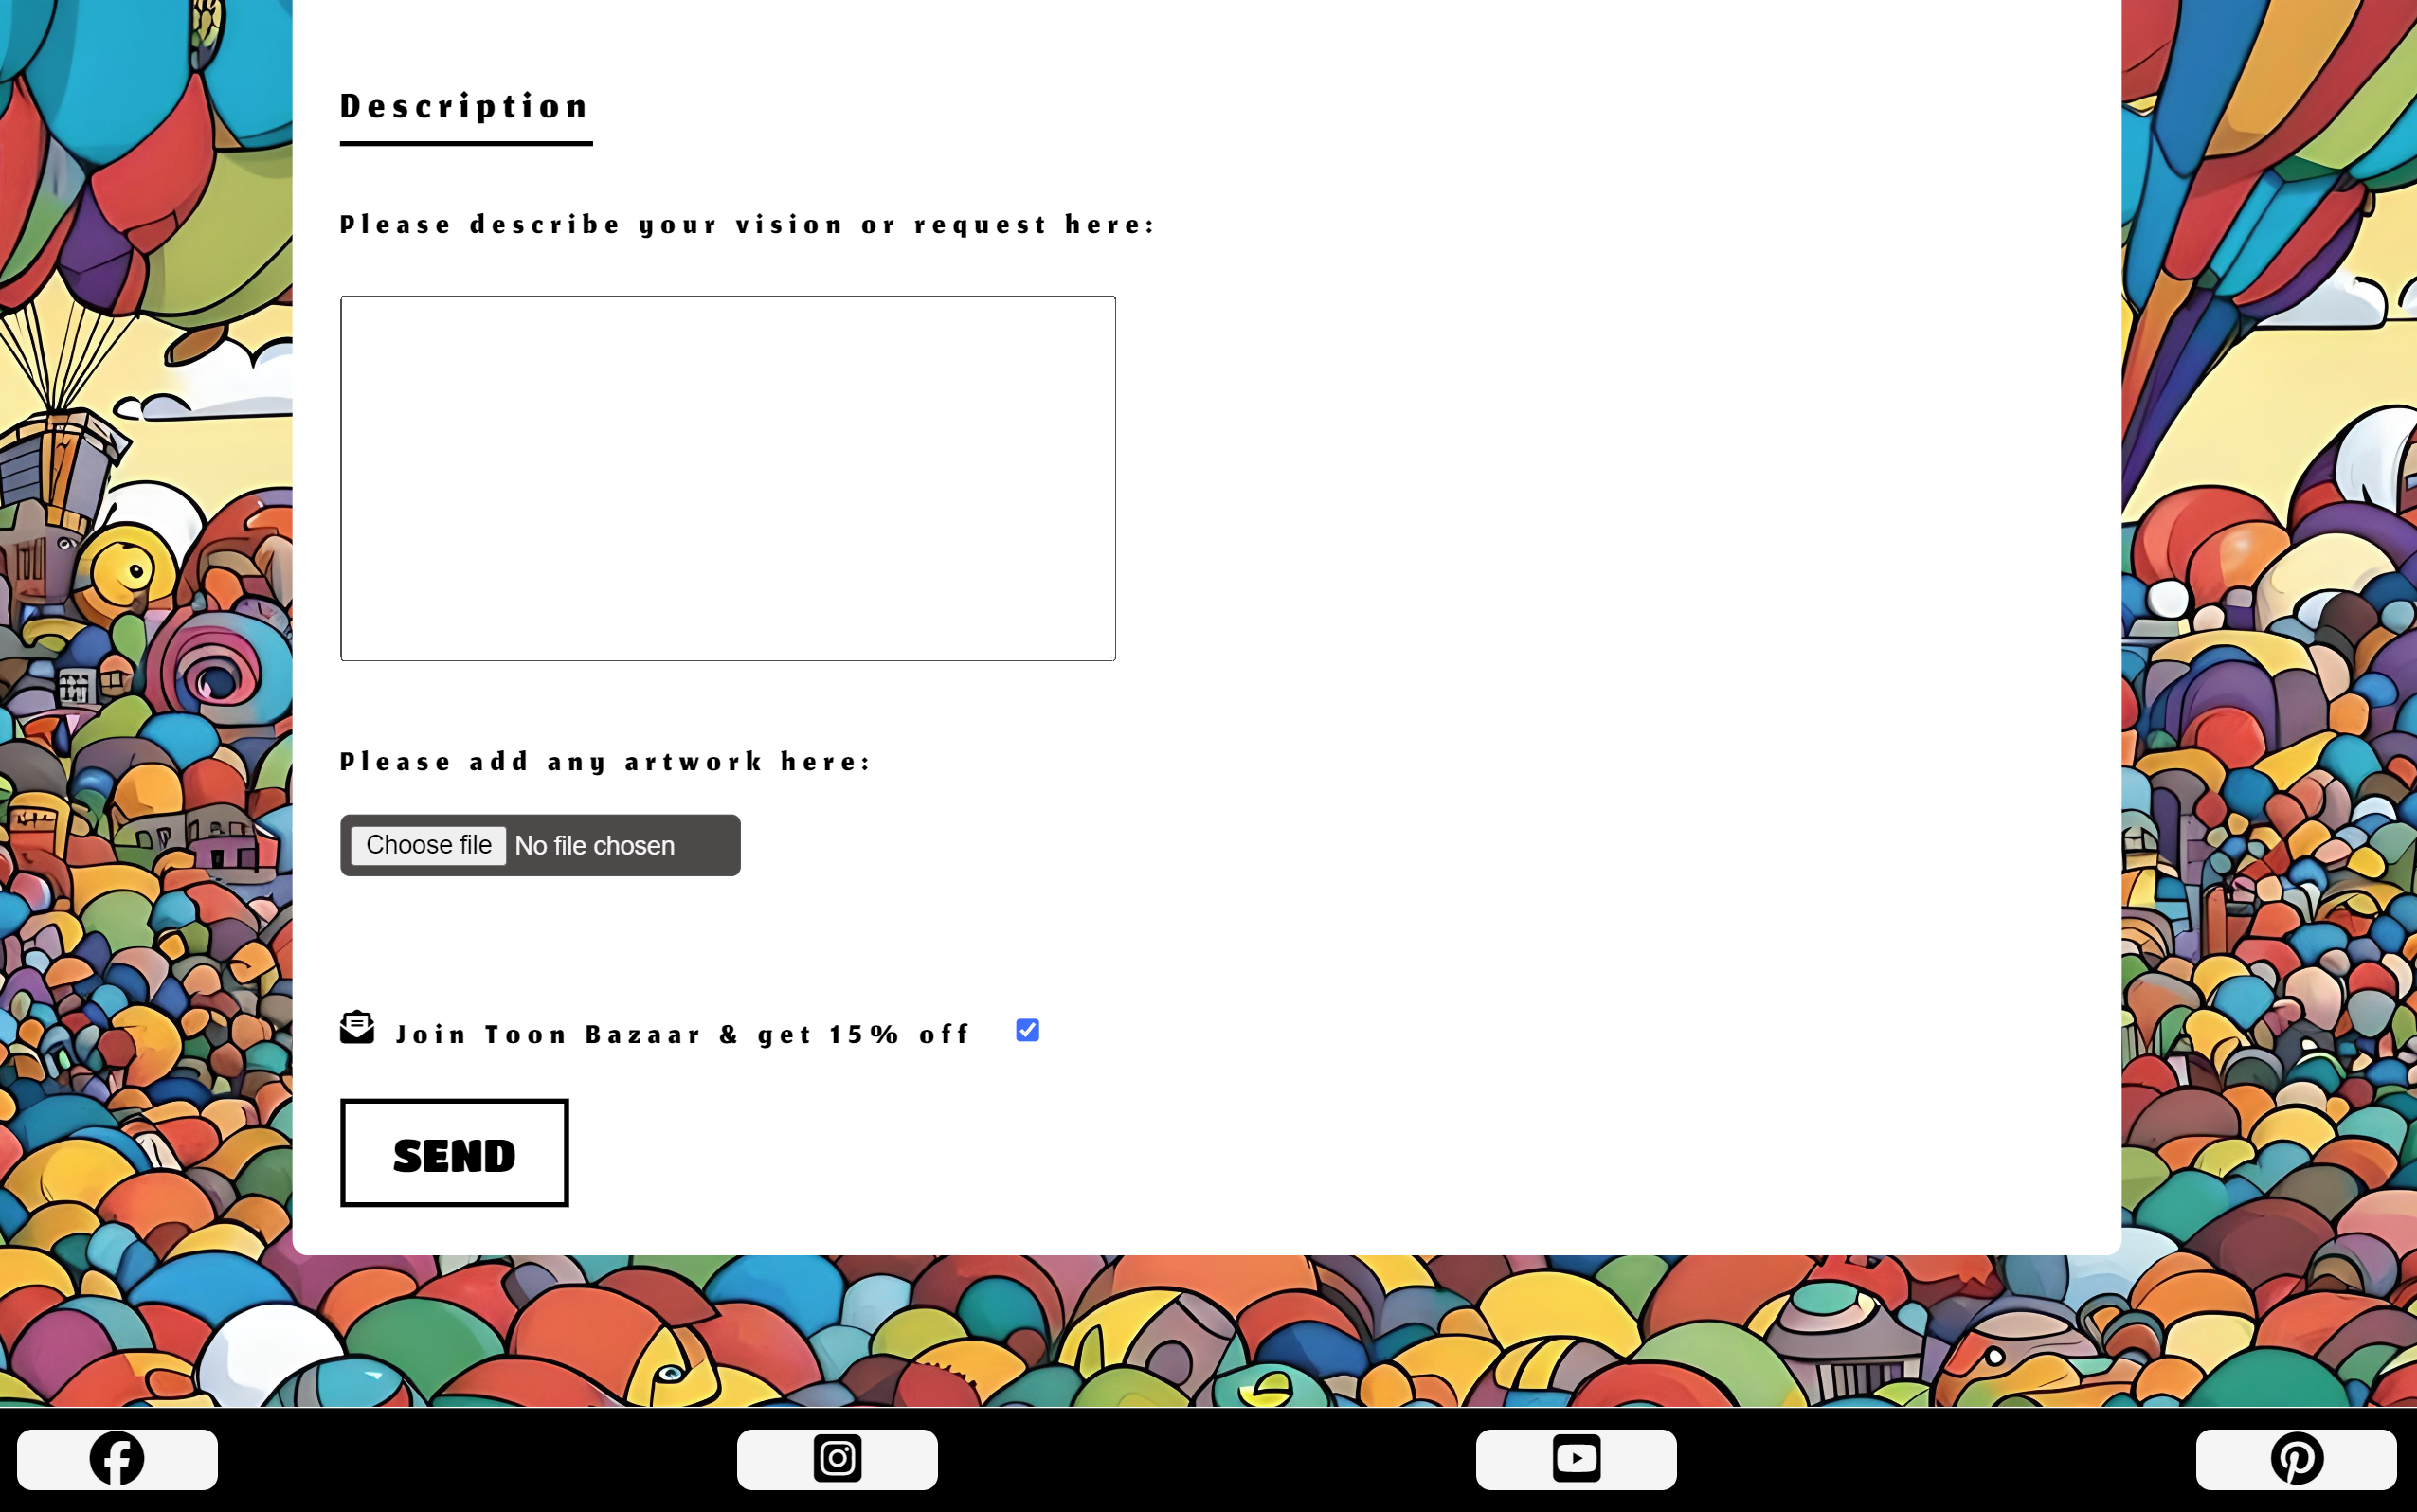 Description
Please describe your vision or request here:
Please add any artwork here:
Choose file No file chosen
Join Toon Bazaar & get 15% off
SEND